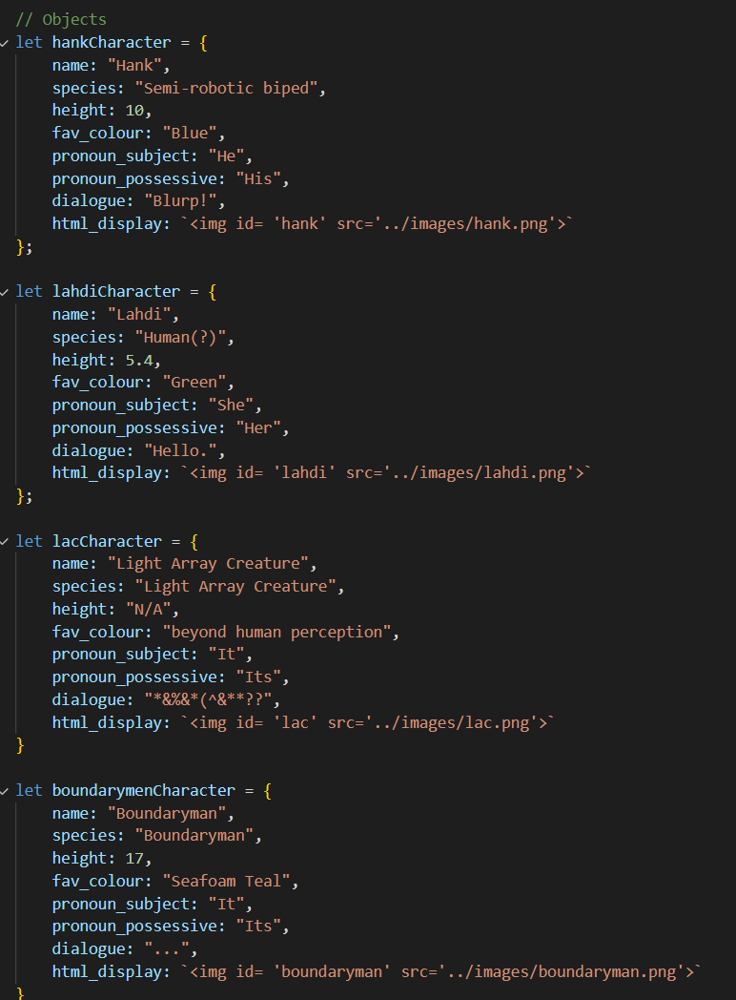 // Objects
let hankCharacter = {
    name: "Hank",
    species: "Semi-robotic biped",
    height: 10,
    fav_colour: "Blue",
    pronoun_subject: "He",
    pronoun_possessive: "His",
    dialogue: "Blurp!",
    html_display: `<img id= 'hank' src='../images/hank.png'>`
};

let lahdiCharacter = {
    name: "Lahdi",
    species: "Human(?)",
    height: 5.4,
    fav_colour: "Green",
    pronoun_subject: "She",
    pronoun_possessive: "Her",
    dialogue: "Hello.",
    html_display: `<img id= 'lahdi' src='../images/lahdi.png'>`
};

let lacCharacter = {
    name: "Light Array Creature",
    species: "Light Array Creature",
    height: "N/A",
    fav_colour: "beyond human perception",
    pronoun_subject: "It",
    pronoun_possessive: "Its",
    dialogue: "*&%&*(^&**??",
    html_display: `<img id= 'lac' src='../images/lac.png'>`
}

let boundarymenCharacter = {
    name: "Boundaryman",
    species: "Boundaryman",
    height: 17,
    fav_colour: "Seafoam Teal",
    pronoun_subject: "It",
    pronoun_possessive: "Its",
    dialogue: "...",
    html_display: `<img id= 'boundaryman' src='../images/boundaryman.png'>`
}